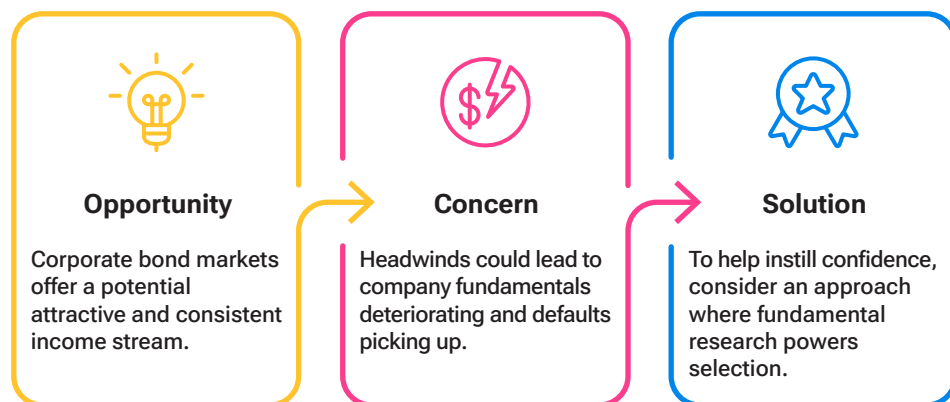 Opportunity
Corporate bond markets
offer a potential
attractive and consistent
income stream.
$
Concern
Headwinds could lead to
company fundamentals
deteriorating and defaults
picking up.
Solution
To help instill confidence,
consider an approach
where fundamental
research powers
selection.